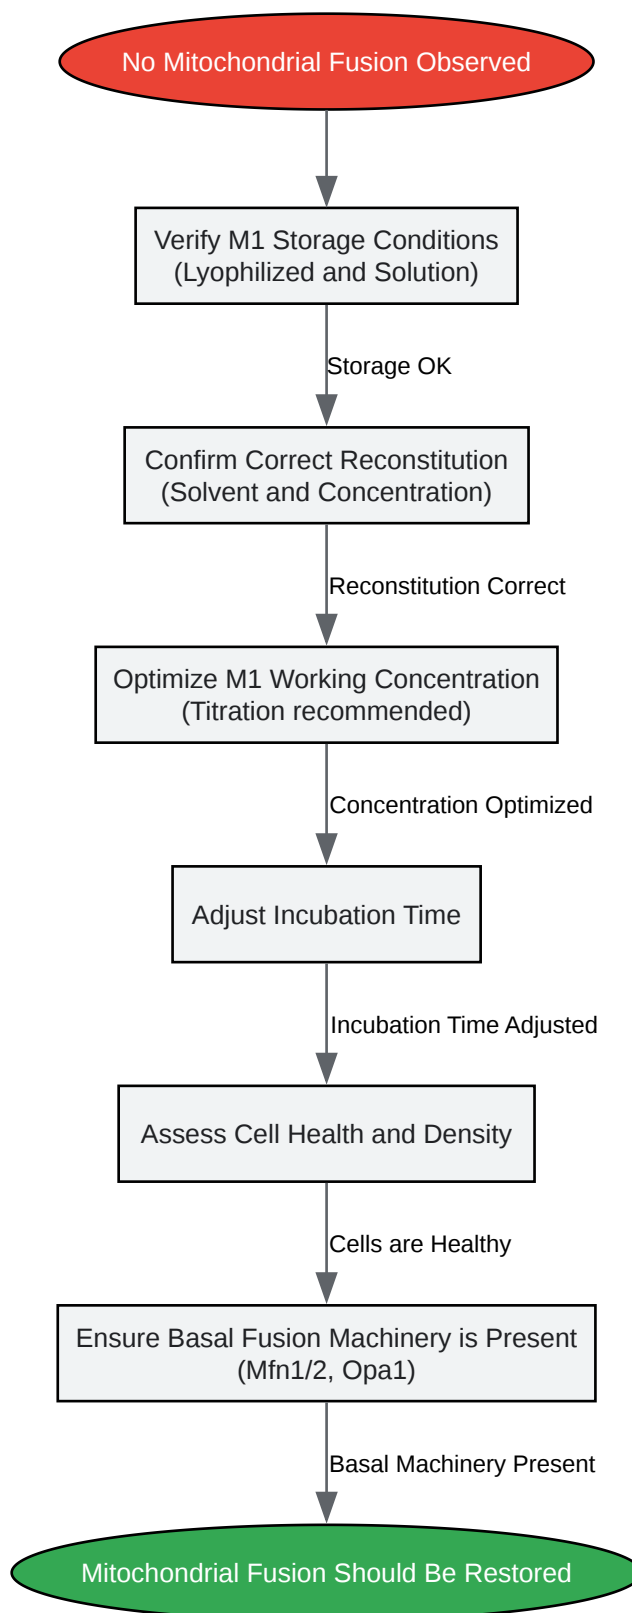 No Mitochondrial Fusion Observed
Verify M1 Storage Conditions
(Lyophilized and Solution)
Storage OK
Confirm Correct Reconstitution
(Solvent and Concentration)
Reconstitution Correct
Optimize M1 Working Concentration
(Titration recommended)
Concentration Optimized
Adjust Incubation Time
Incubation Time Adjusted
Assess Cell Health and Density
Cells are Healthy
Ensure Basal Fusion Machinery is Present
(Mfn1/2, Opa1)
Basal Machinery Present
Mitochondrial Fusion Should Be Restored